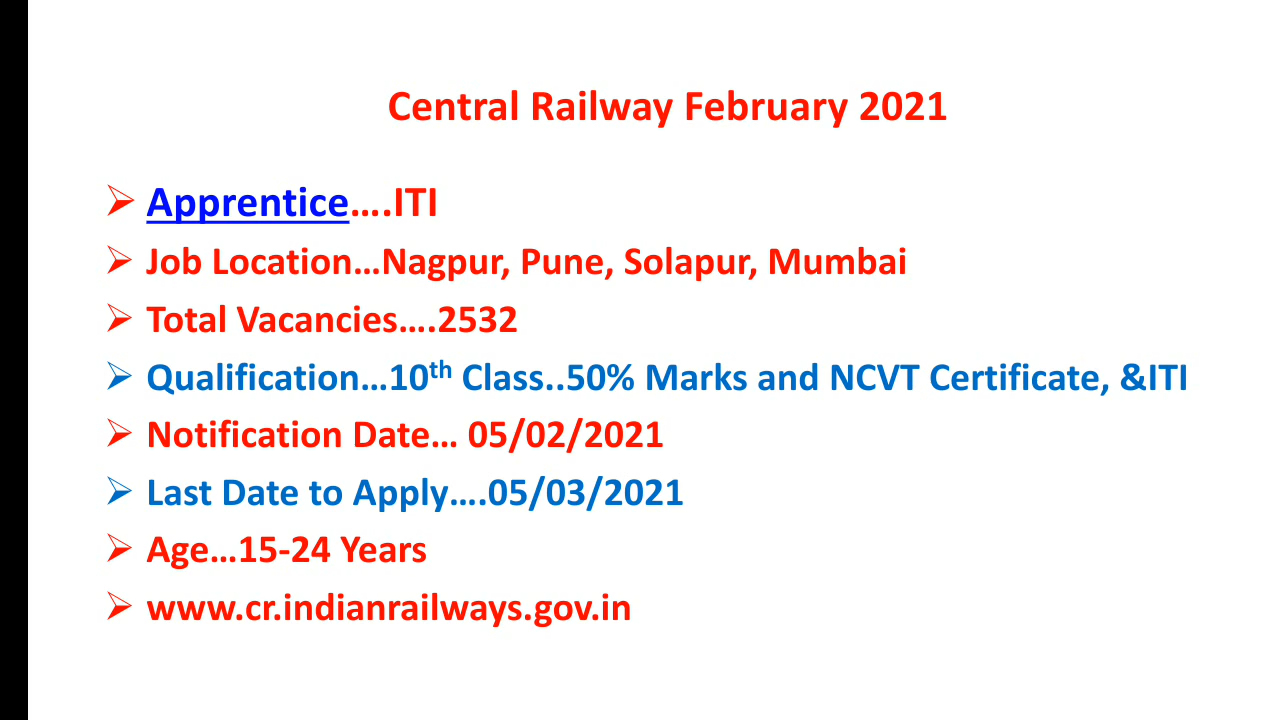 Central Railway February 2021
Apprentice….ITI
Job Location…Nagpur, Pune, Solapur, Mumbai
Total Vacancies….2532
Qualification…10th Class..50% Marks and NCVT Certificate, &ITI
Notification Date… 05/02/2021
Last Date to Apply….05/03/2021
Age…15-24 Years
www.cr.indianrailways.gov.in